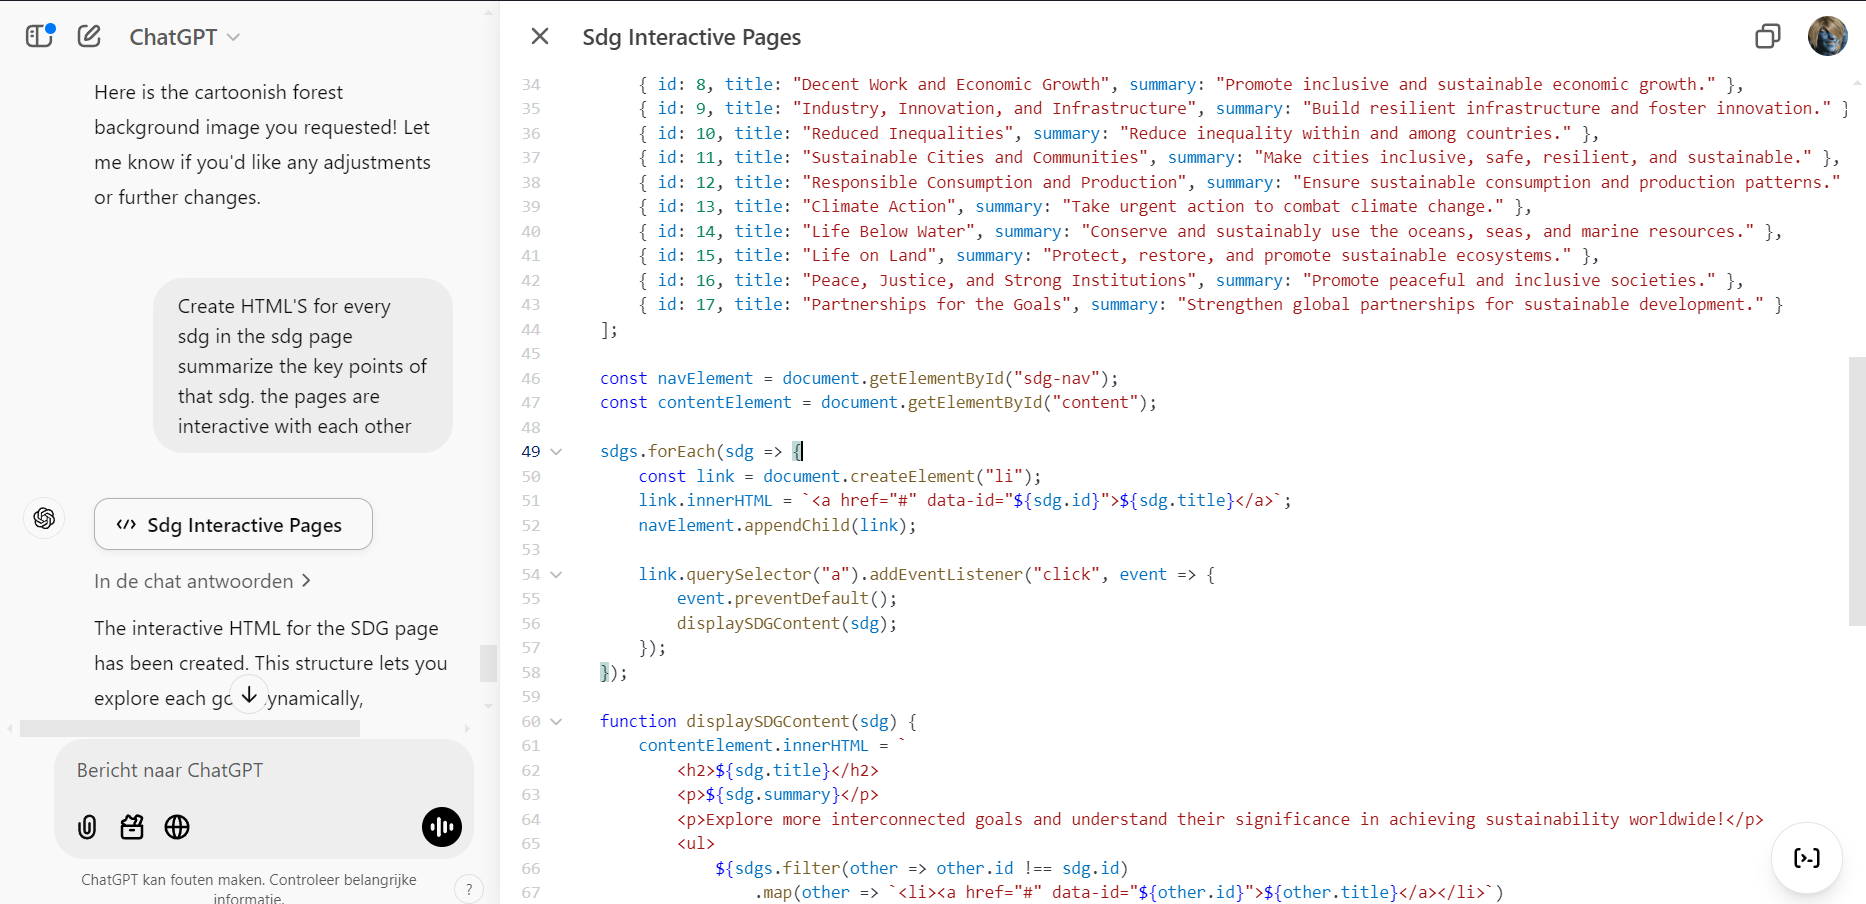 ChatGPT
Here is the cartoonish forest
background image you requested! Let
me know if you'd like any adjustments
or further changes.
Create HTML'S for every
sdg in the sdg page
summarize the key points of
that sdg. the pages are
interactive with each other
Sdg Interactive Pages
In de chat antwoorden
The interactive HTML for the SDG page
has been created. This structure lets you
explore each go ynamically,
Bericht naar ChatGPT
ChatGPT kan fouten maken. Controleer belangrijke
informatie.
?
Sdg Interactive Pages
34 { id: 8, title: "Decent Work and Economic Growth", summary: "Promote inclusive and sustainable economic growth." },
35 { id: 9, title: "Industry, Innovation, and Infrastructure", summary: "Build resilient infrastructure and foster innovation." }
36 { id: 10, title: "Reduced Inequalities", summary: "Reduce inequality within and among countries." },
37 { id: 11, title: "Sustainable Cities and Communities", summary: "Make cities inclusive, safe, resilient, and sustainable." },
38 { id: 12, title: "Responsible Consumption and Production", summary: "Ensure sustainable consumption and production patterns."
39 { id: 13, title: "Climate Action", summary: "Take urgent action to combat climate change." },
40 { id: 14, title: "Life Below Water", summary: "Conserve and sustainably use the oceans, seas, and marine resources." },
41 { id: 15, title: "Life on Land", summary: "Protect, restore, and promote sustainable ecosystems." },
42 { id: 16, title: "Peace, Justice, and Strong Institutions", summary: "Promote peaceful and inclusive societies." },
43 { id: 17, title: "Partnerships for the Goals", summary: "Strengthen global partnerships for sustainable development." }
44 ];
45
46 const navElement = document.getElementById("sdg-nav");
47 const contentElement = document.getElementById("content");
48
49 sdgs.forEach(sdg => {
50 const link = document.createElement("li");
51 link.innerHTML = `<a href="#" data-id="${sdg.id}">${sdg.title}</a>`;
52 navElement.appendChild(link);
53
54 link.querySelector("a").addEventListener("click", event => {
55 event.preventDefault();
56 displaySDGContent(sdg);
57 });
58 });
59
60 function displaySDGContent(sdg) {
61 contentElement.innerHTML = `
62 <h2>${sdg.title}</h2>
63 <p>${sdg.summary}</p>
64 <p>Explore more interconnected goals and understand their significance in achieving sustainability worldwide!</p>
65 <ul>
66 ${sdgs.filter(other => other.id !== sdg.id)
67 .map(other => `<li><a href="#" data-id="${other.id}">${other.title}</a></li>`)